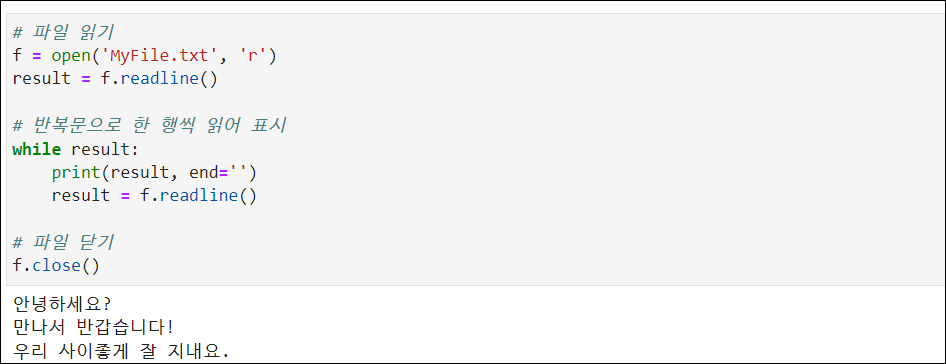 # 파일 읽기
f = open('MyFile.txt', 'r')
result = f.readline()
# 반복문으로 한 행씩 읽어 표시
while result:
    print(result, end='')
    result = f.readline()
# 파일 닫기
f.close()
안녕하세요?
만나서 반갑습니다!
우리 사이좋게 잘 지내요.